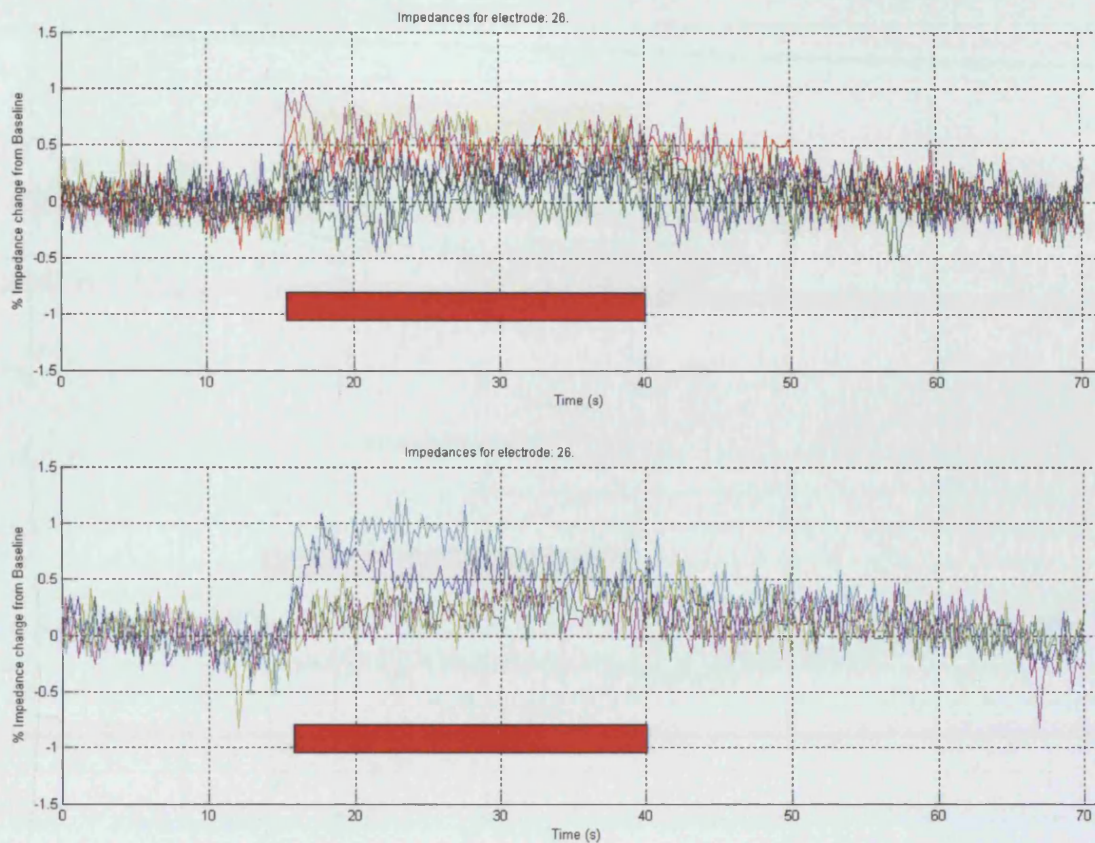 Impedances for electrode: 26.
% Impedance change from Baseline
1.5
1
0.5
0
-0.5
-1
-1.5
0 10 20 30 40 50 60 70
Time (s)
Impedances for electrode: 26.
% Impedance change from Baseline
1.5
1
0.5
0
-0.5
-1
-1.5
0 10 20 30 40 50 60 70
Time (s)